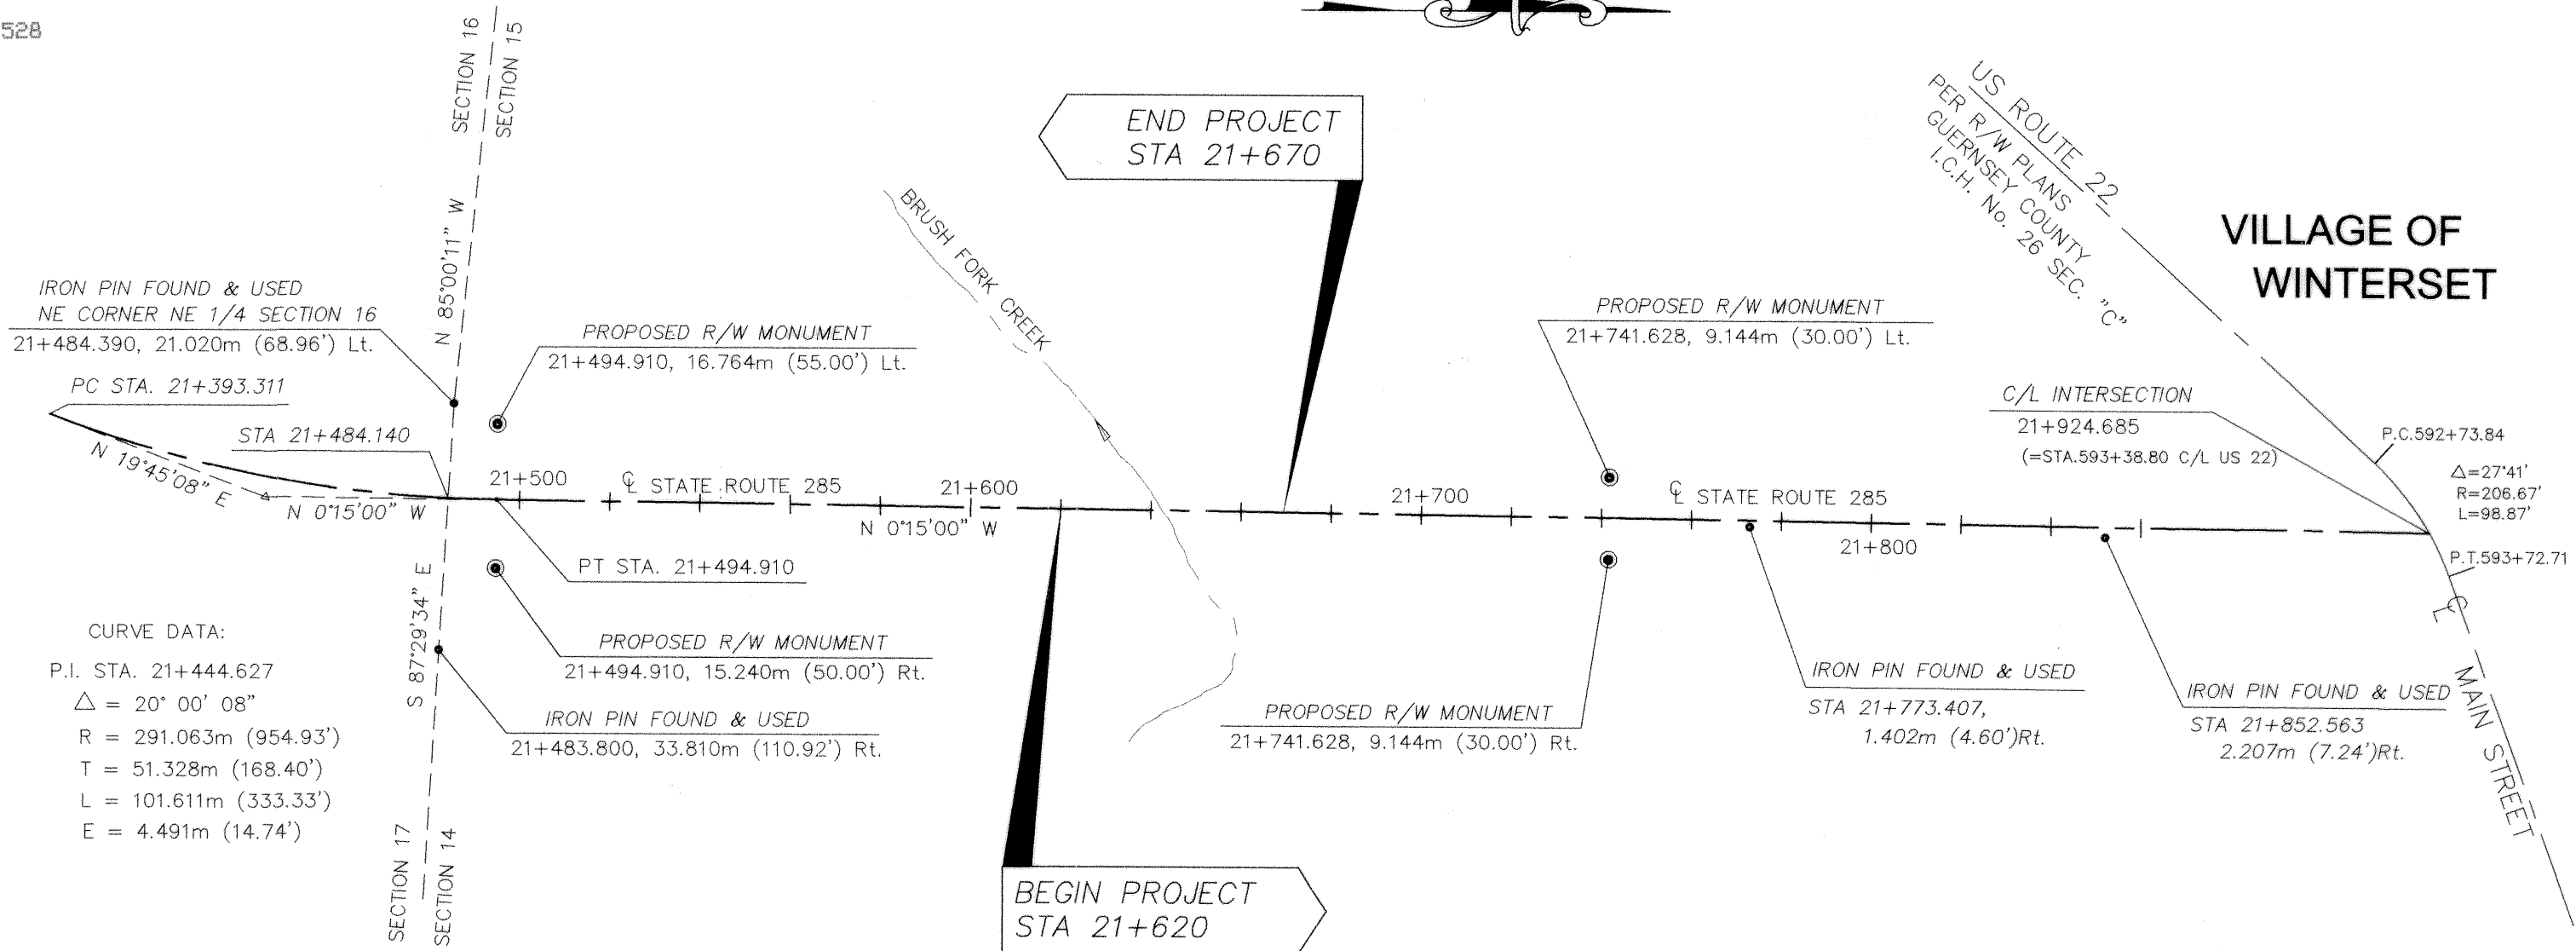 528
SECTION 16
SECTION 15
N 85°00'11" W
END PROJECT
STA 21+670
US ROUTE 22
PER R/W PLANS
GUERNSEY COUNTY
I.C.H. No. 26 SEC. "C"
VILLAGE OF
WINTERSET
IRON PIN FOUND & USED
NE CORNER NE 1/4 SECTION 16
21+484.390, 21.020m (68.96') Lt.
PC STA. 21+393.311
STA 21+484.140
N 19°45'08" E
N 0°15'00" W
PROPOSED R/W MONUMENT
21+494.910, 16.764m (55.00') Lt.
BRUSH FORK CREEK
PROPOSED R/W MONUMENT
21+741.628, 9.144m (30.00') Lt.
C/L INTERSECTION
21+924.685
(=STA.593+38.80 C/L US 22)
P.C.592+73.84
△=27°41'
R=206.67'
L=98.87'
P.T.593+72.71
21+500
℄ STATE ROUTE 285
21+600
N 0°15'00" W
21+700
℄ STATE ROUTE 285
21+800
PT STA. 21+494.910
S 87°29'34" E
PROPOSED R/W MONUMENT
21+494.910, 15.240m (50.00') Rt.
IRON PIN FOUND & USED
21+483.800, 33.810m (110.92') Rt.
CURVE DATA:
P.I. STA. 21+444.627
△ = 20° 00' 08"
R = 291.063m (954.93')
T = 51.328m (168.40')
L = 101.611m (333.33')
E = 4.491m (14.74')
SECTION 17
SECTION 14
BEGIN PROJECT
STA 21+620
PROPOSED R/W MONUMENT
21+741.628, 9.144m (30.00') Rt.
IRON PIN FOUND & USED
STA 21+773.407,
1.402m (4.60')Rt.
IRON PIN FOUND & USED
STA 21+852.563
2.207m (7.24')Rt.
℄ MAIN STREET